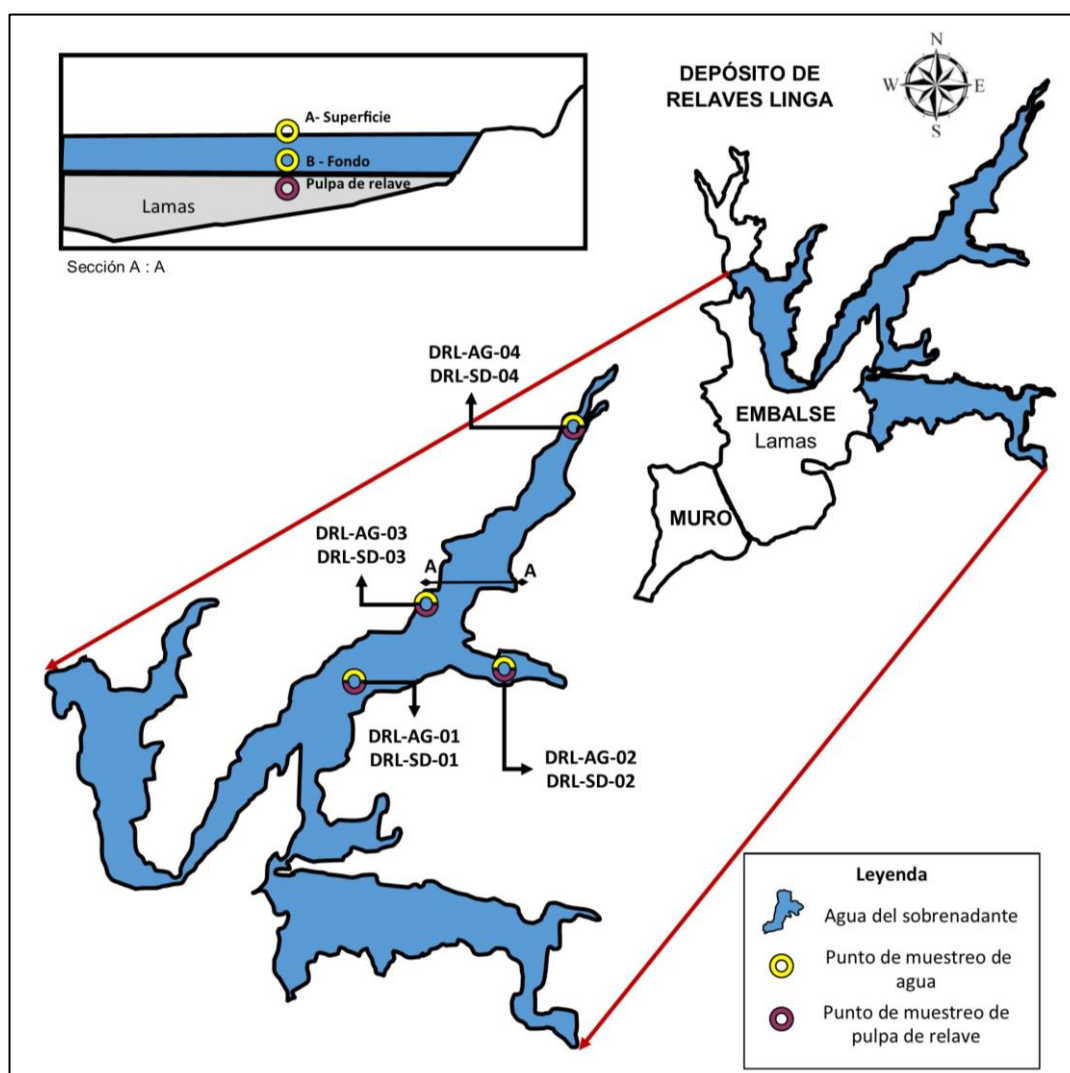 DEPÓSITO DE
RELAVES LINGA
N
W
E
S
A- Superficie
B - Fondo
Pulpa de relave
Lamas
Sección A : A
EMBALSE
Lamas
MURO
DRL-AG-04
DRL-SD-04
DRL-AG-03
DRL-SD-03
A
A
DRL-AG-01
DRL-SD-01
DRL-AG-02
DRL-SD-02
Leyenda
Agua del sobrenadante
Punto de muestreo de
agua
Punto de muestreo de
pulpa de relave